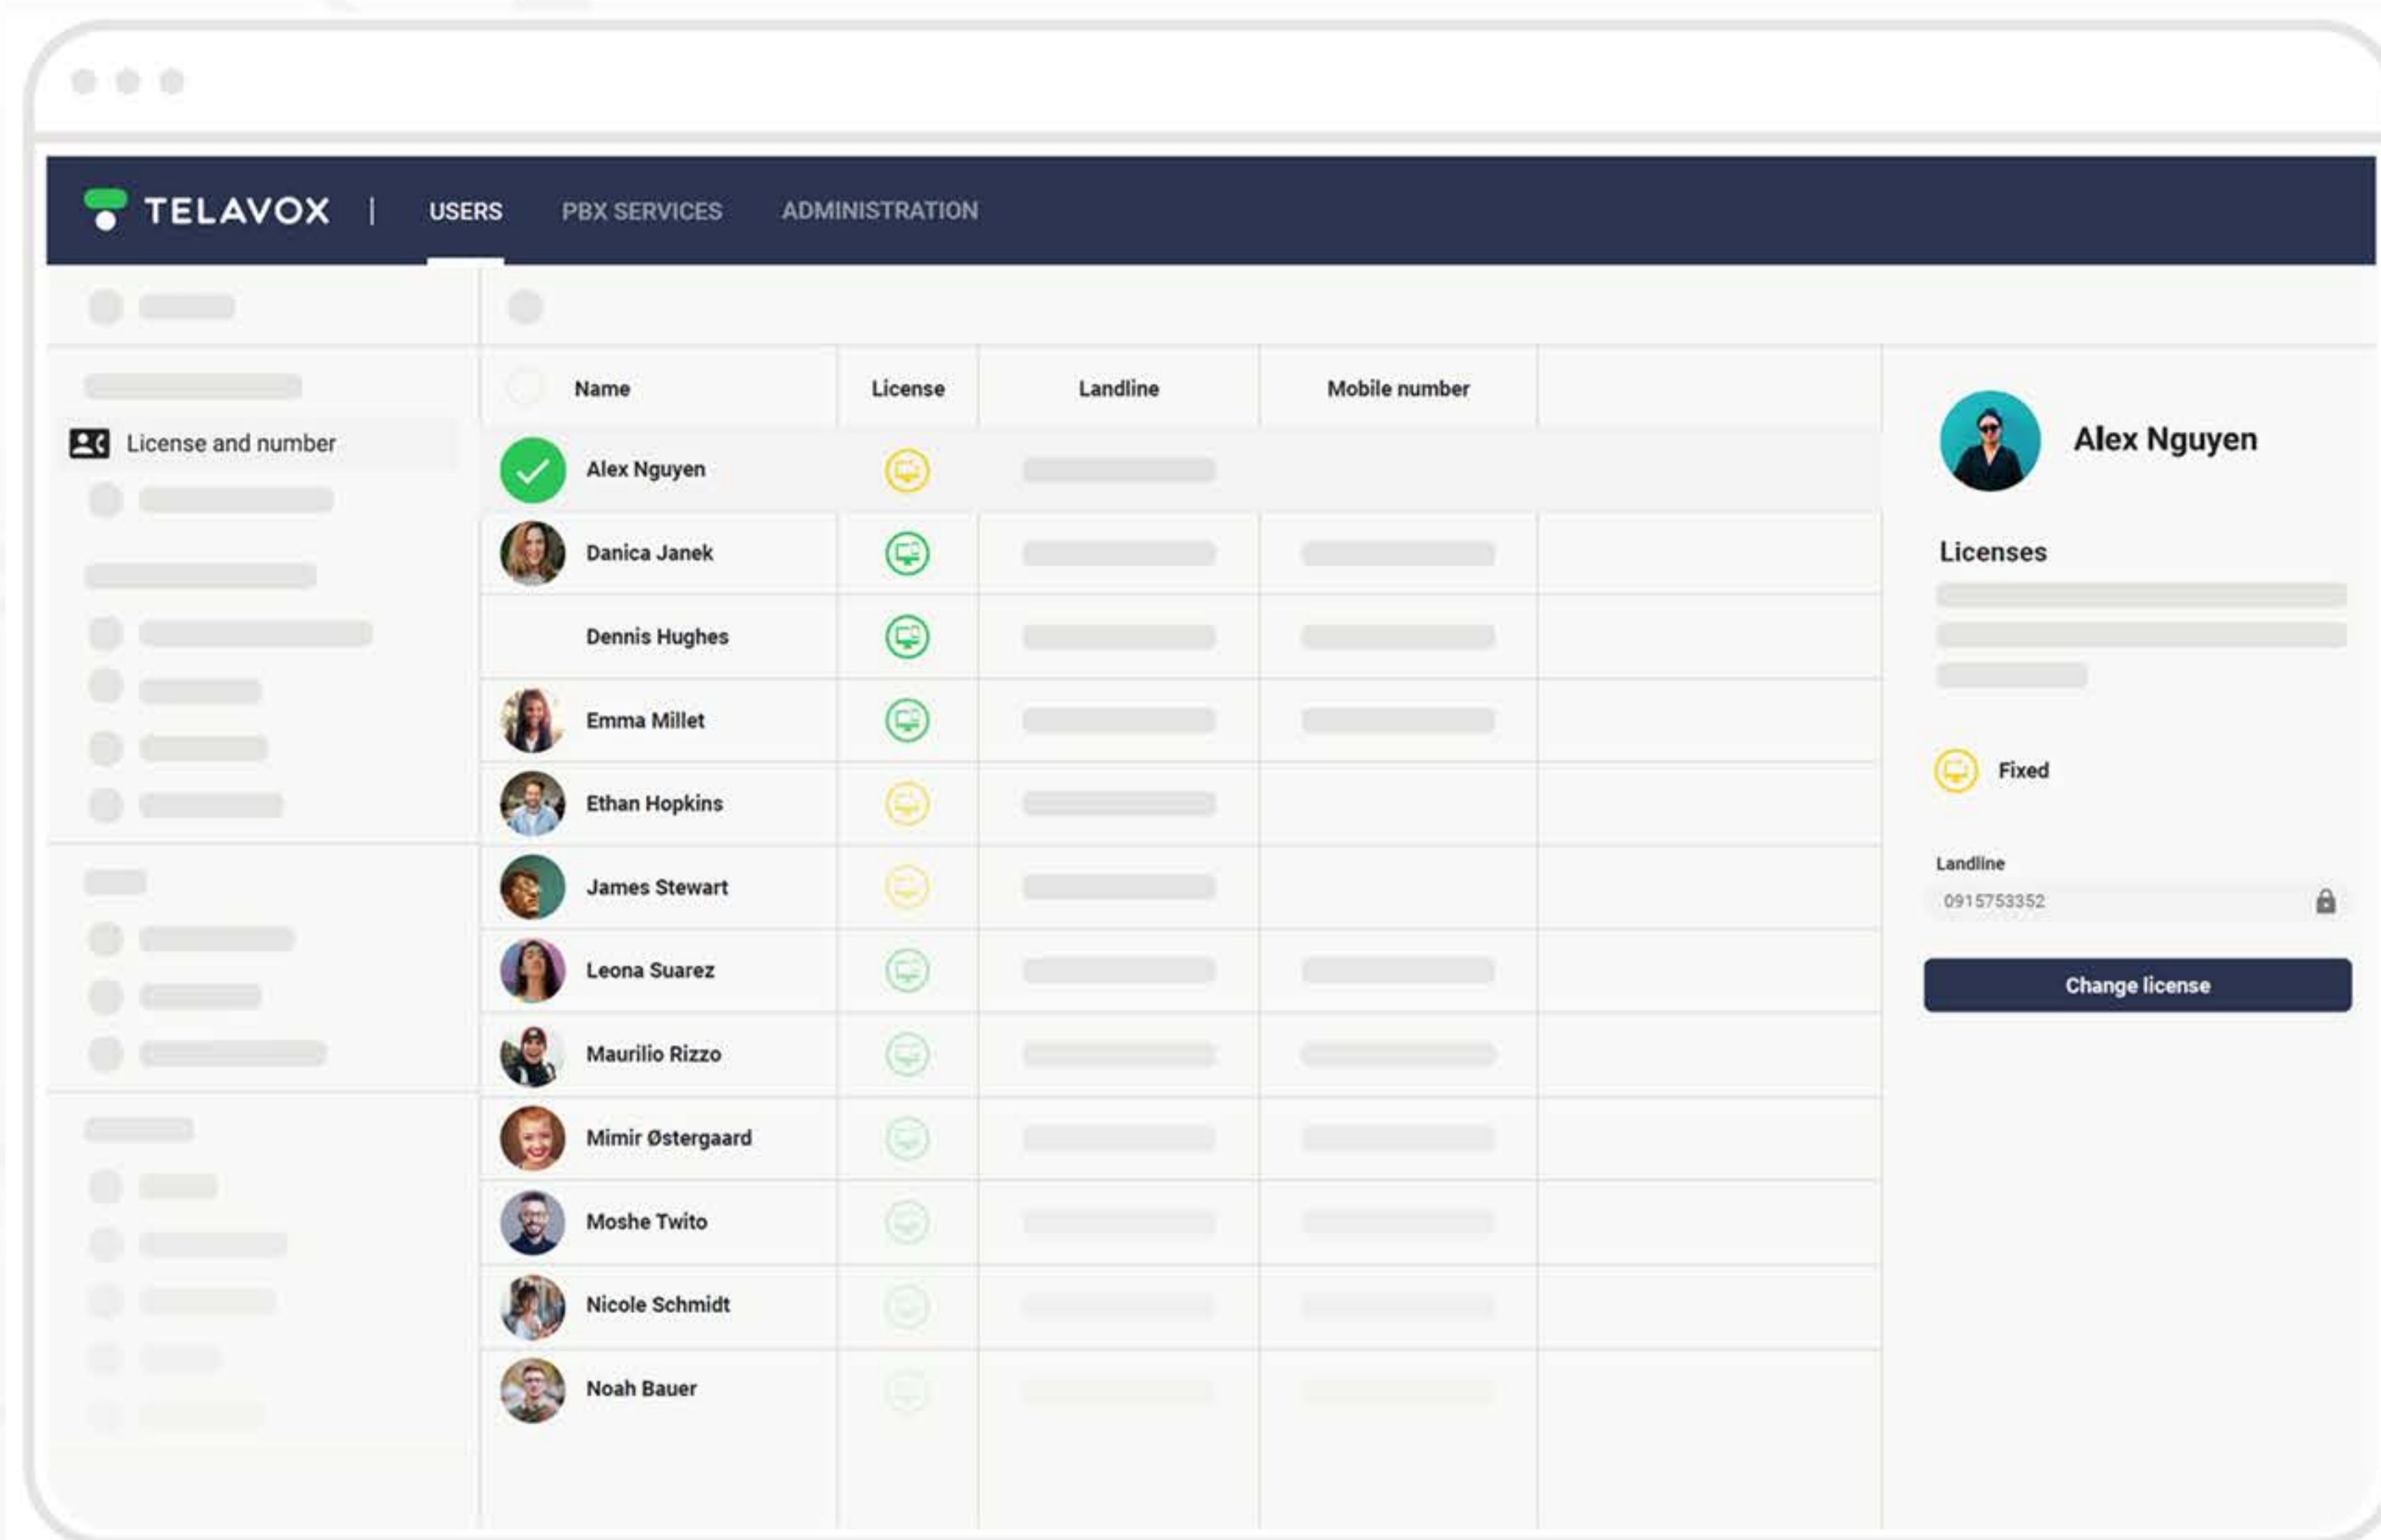 TELAVOX | USERS PBX SERVICES ADMINISTRATION
License and number
Name License Landline Mobile number
Alex Nguyen
Danica Janek
Dennis Hughes
Emma Millet
Ethan Hopkins
James Stewart
Leona Suarez
Maurilio Rizzo
Mimir Østergaard
Moshe Twito
Nicole Schmidt
Noah Bauer
Alex Nguyen
Licenses
Fixed
Landline
0915753352
Change license